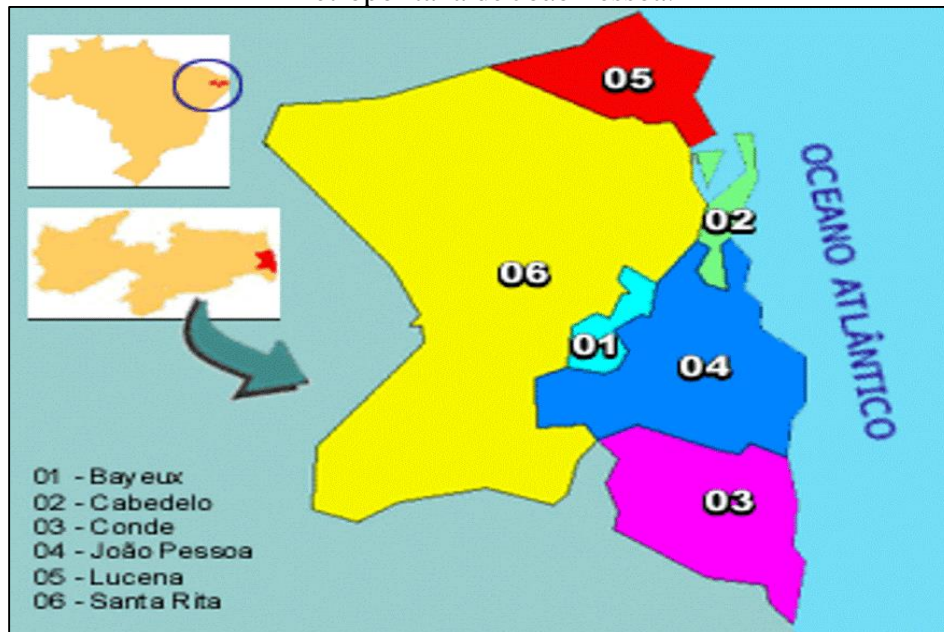 05
02
06
01
04
03
OCEANO ATLÂNTICO
01 - Bayeux
02 - Cabedelo
03 - Conde
04 - João Pessoa
05 - Lucena
06 - Santa Rita